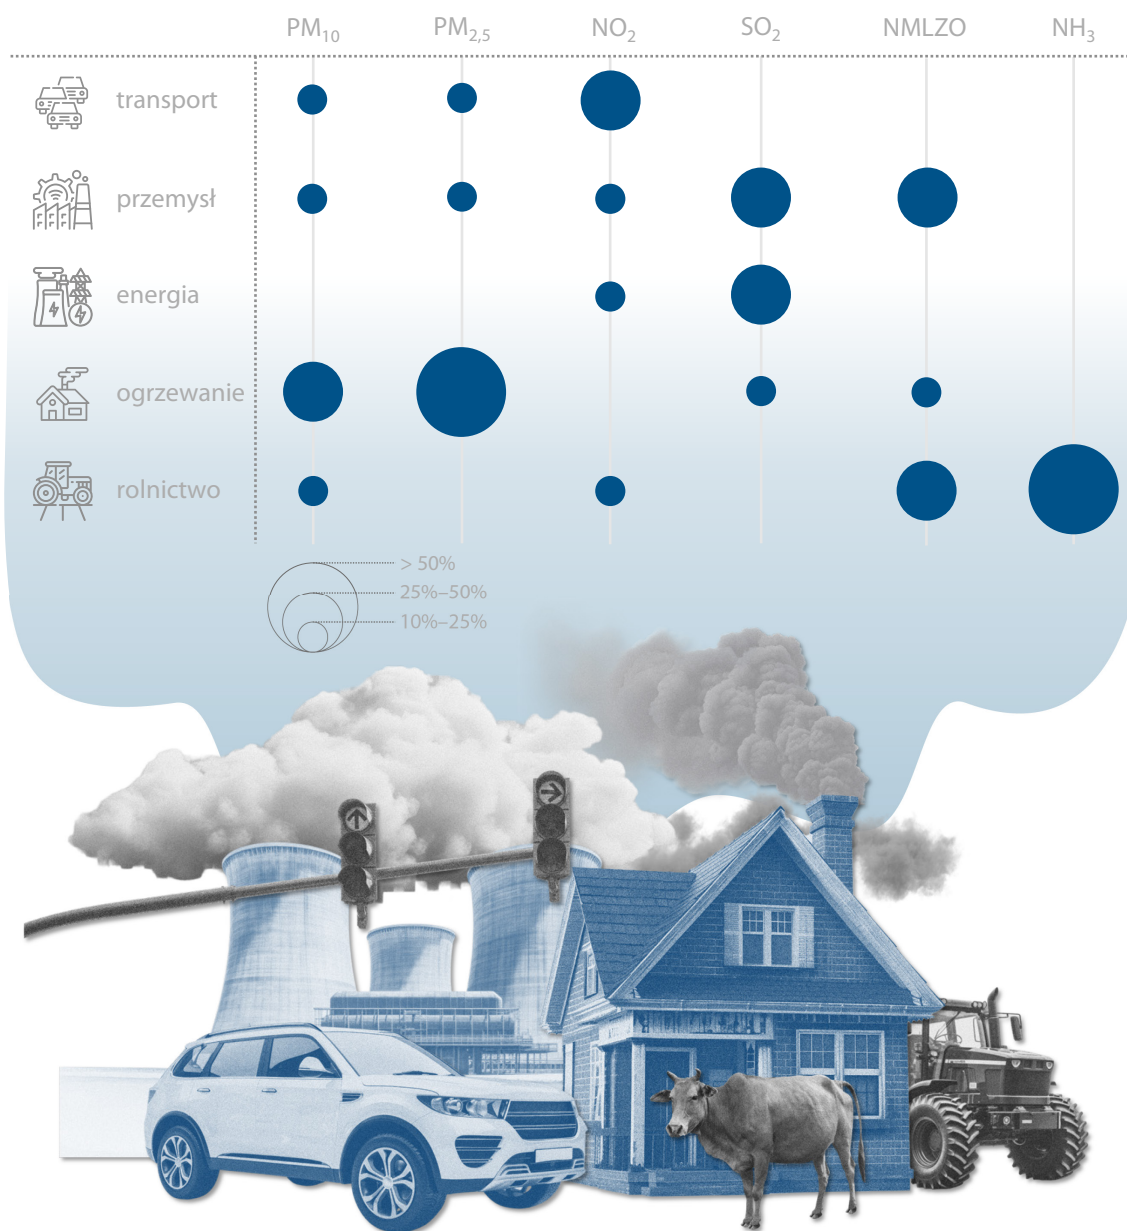 PM₁₀ PM₂,₅ NO₂ SO₂ NMLZO NH₃
transport
przemysł
energia
ogrzewanie
rolnictwo
> 50%
25%–50%
10%–25%